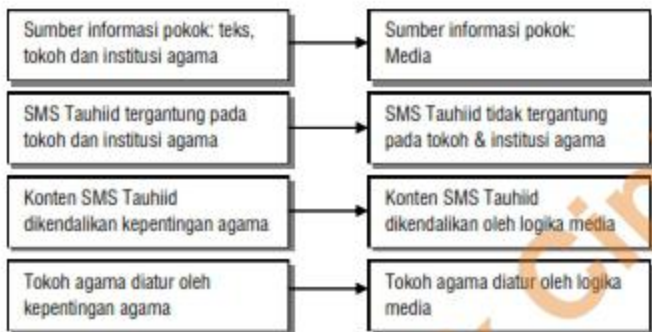 Sumber informasi pokok: teks,
tokoh dan institusi agama
Sumber informasi pokok:
Media
SMS Tauhiid tergantung pada
tokoh dan institusi agama
SMS Tauhiid tidak tergantung
pada tokoh & institusi agama
Konten SMS Tauhiid
dikendalikan kepentingan agama
Konten SMS Tauhiid
dikendalikan oleh logika media
Tokoh agama diatur oleh
kepentingan agama
Tokoh agama diatur oleh logika
media